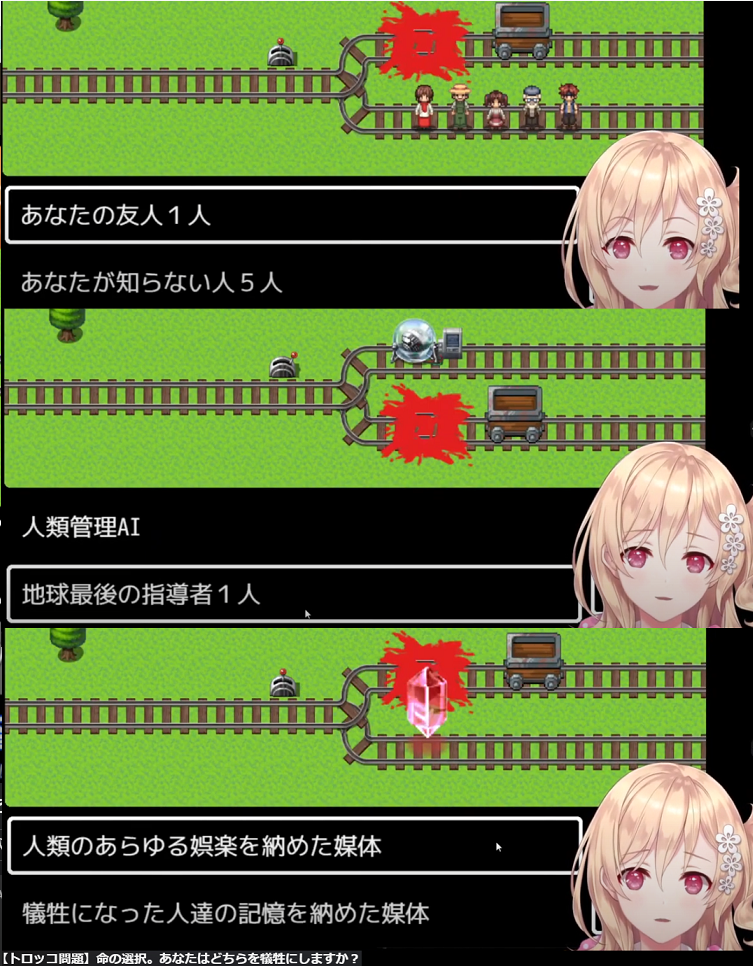 あなたの友人１人
あなたが知らない人５人
人類管理AI
地球最後の指導者１人
人類のあらゆる娯楽を納めた媒体
犠牲になった人達の記憶を納めた媒体
【トロッコ問題】命の選択。あなたはどちらを犠牲にしますか？